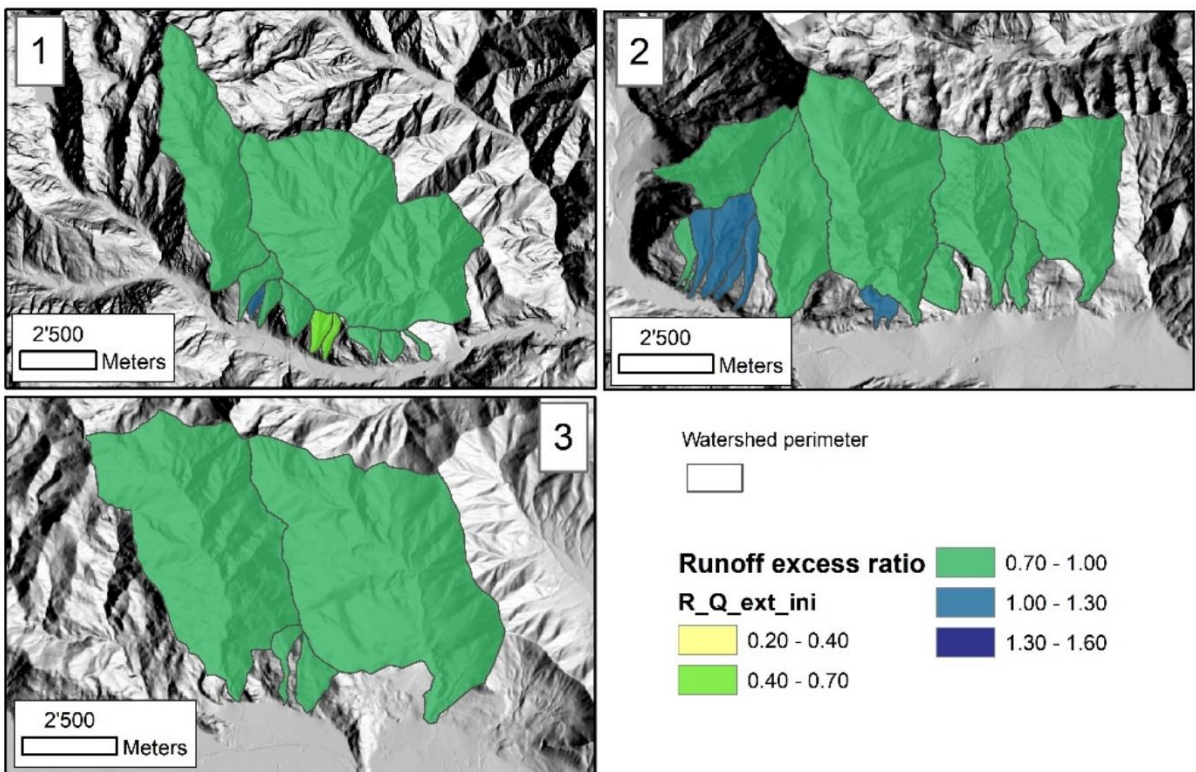 1
2'500
Meters
2
2'500
Meters
3
2'500
Meters
Watershed perimeter
Runoff excess ratio
R_Q_ext_ini
0.20 - 0.40
0.40 - 0.70
0.70 - 1.00
1.00 - 1.30
1.30 - 1.60